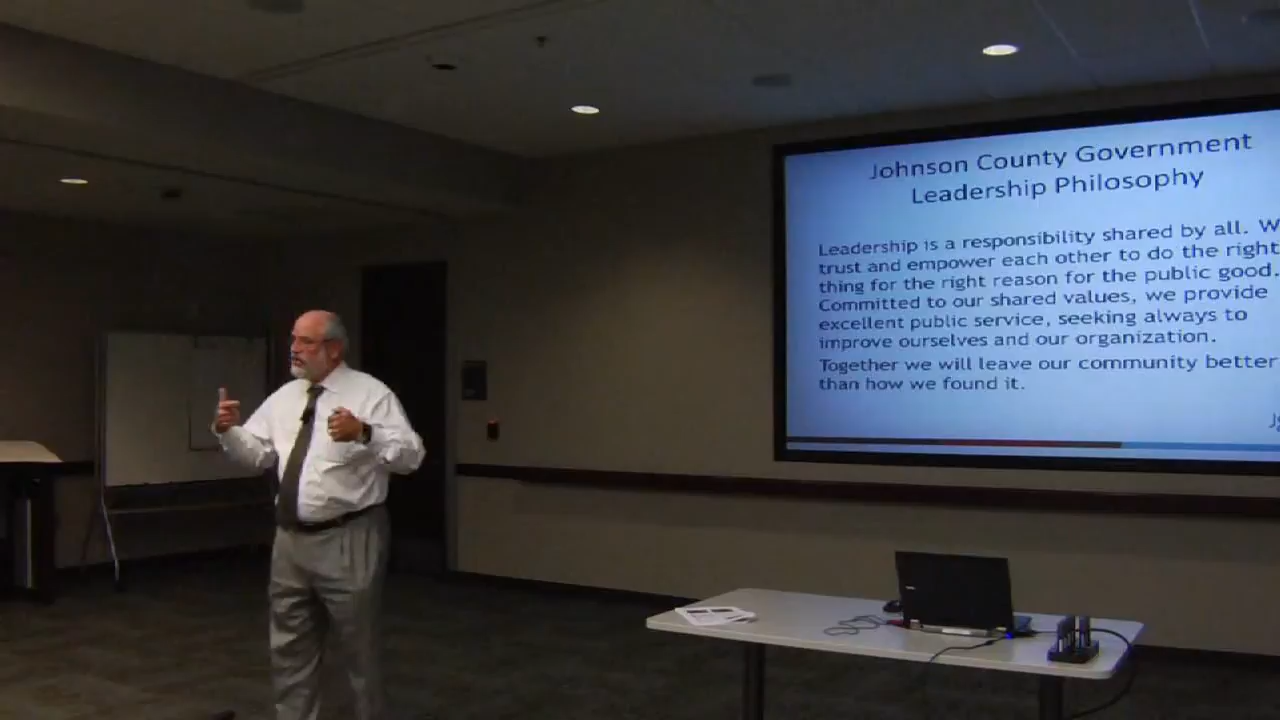 Johnson County Government
Leadership Philosophy
Leadership is a responsibility shared by all. W
trust and empower each other to do the right
thing for the right reason for the public good.
Committed to our shared values, we provide
excellent public service, seeking always to
improve ourselves and our organization.
Together we will leave our community better
than how we found it.